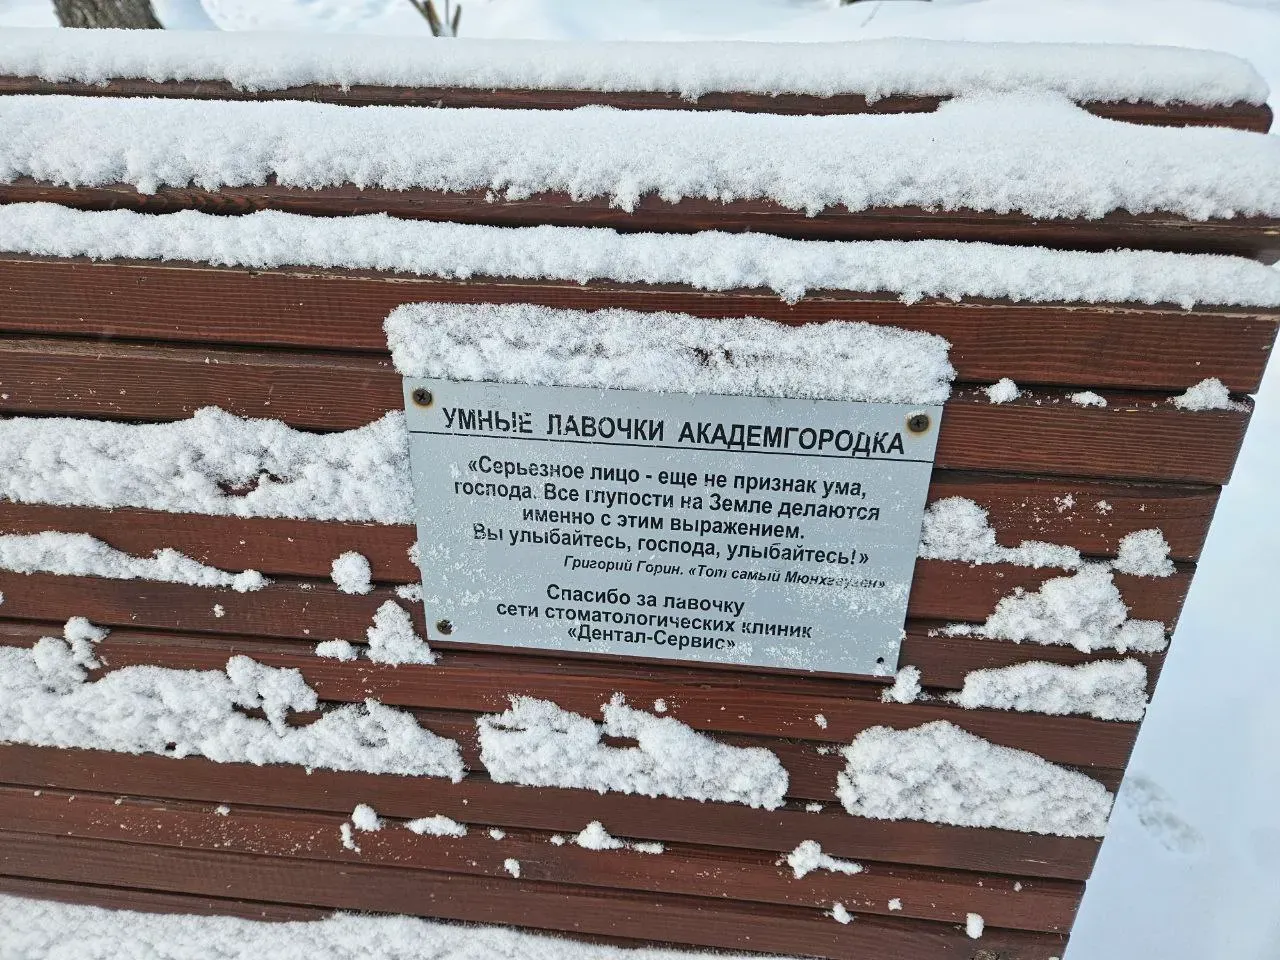 УМНЫЕ ЛАВОЧКИ АКАДЕМГОРОДКА
«Серьезное лицо - еще не признак ума,
господа. Все глупости на Земле делаются
именно с этим выражением.
Вы улыбайтесь, господа, улыбайтесь!»
Григорий Горин. «Тот самый Мюнхгаузен»
Спасибо за лавочку
сети стоматологических клиник
«Дентал-Сервис»